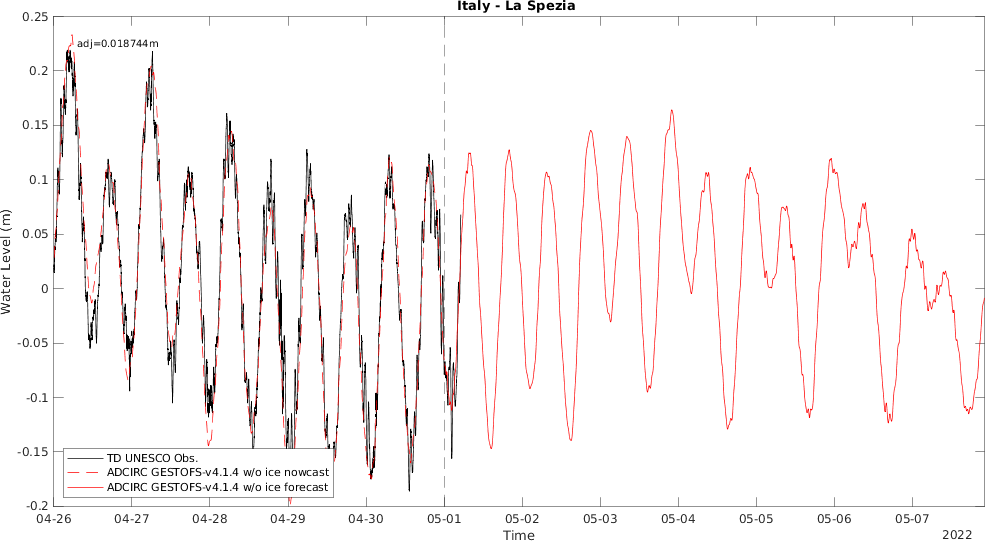 Italy - La Spezia
adj=0.018744m
Water Level (m)
0.25
0.2
0.15
0.1
0.05
0
-0.05
-0.1
-0.15
-0.2
TD UNESCO Obs.
ADCIRC GESTOFS-v4.1.4 w/o ice nowcast
ADCIRC GESTOFS-v4.1.4 w/o ice forecast
04-26 04-27 04-28 04-29 04-30 05-01 05-02 05-03 05-04 05-05 05-06 05-07
2022
Time